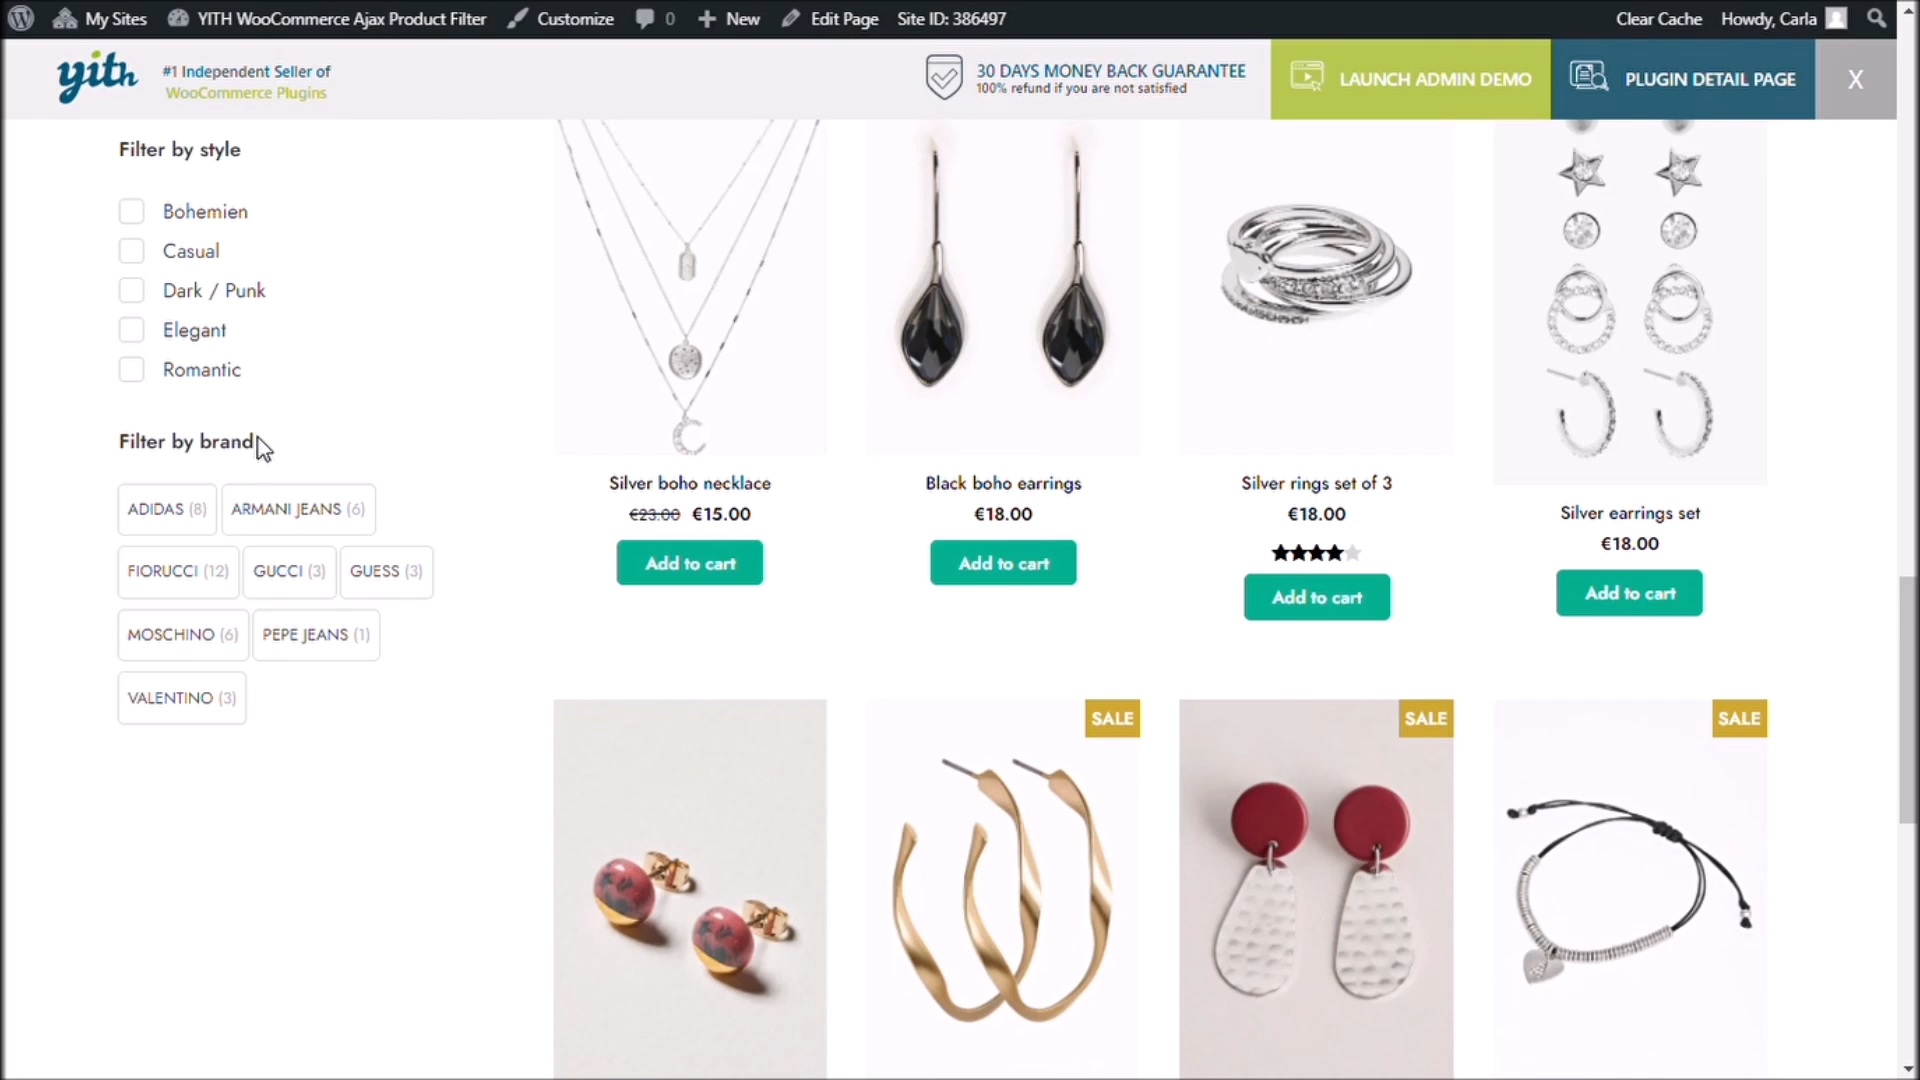 My Sites YITH WooCommerce Ajax Product Filter Customize 0 New Edit Page Site ID: 386497 Clear Cache Howdy, Carla
yith
#1 Independent Seller of
WooCommerce Plugins
30 DAYS MONEY BACK GUARANTEE
100% refund if you are not satisfied
LAUNCH ADMIN DEMO
PLUGIN DETAIL PAGE
X
Filter by style
Bohemien
Casual
Dark / Punk
Elegant
Romantic
Filter by brand
ADIDAS (8) ARMANI JEANS (6)
FIORUCCI (12) GUCCI (3) GUESS (3)
MOSCHINO (6) PEPE JEANS (1)
VALENTINO (3)
Silver boho necklace
€23.00 €15.00
Add to cart
Black boho earrings
€18.00
Add to cart
Silver rings set of 3
€18.00
Add to cart
Silver earrings set
€18.00
Add to cart
SALE
SALE
SALE